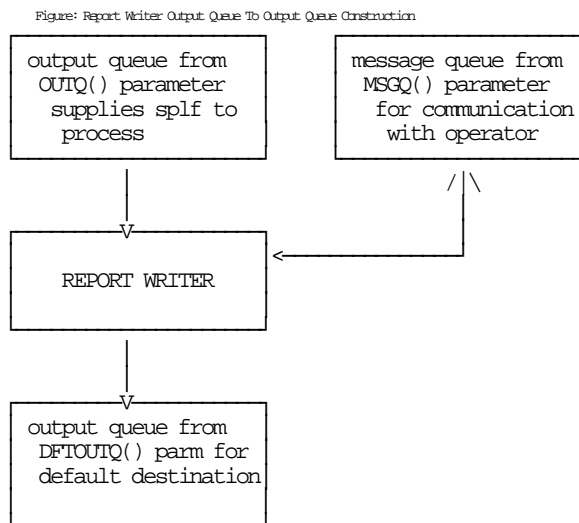 Figure: Report Writer Output Queue To Output Queue Construction
output queue from
OUTQ() parameter
supplies splf to
process
message queue from
MSGQ() parameter
for communication
with operator
REPORT WRITER
output queue from
DFTOUTQ() parm for
default destination